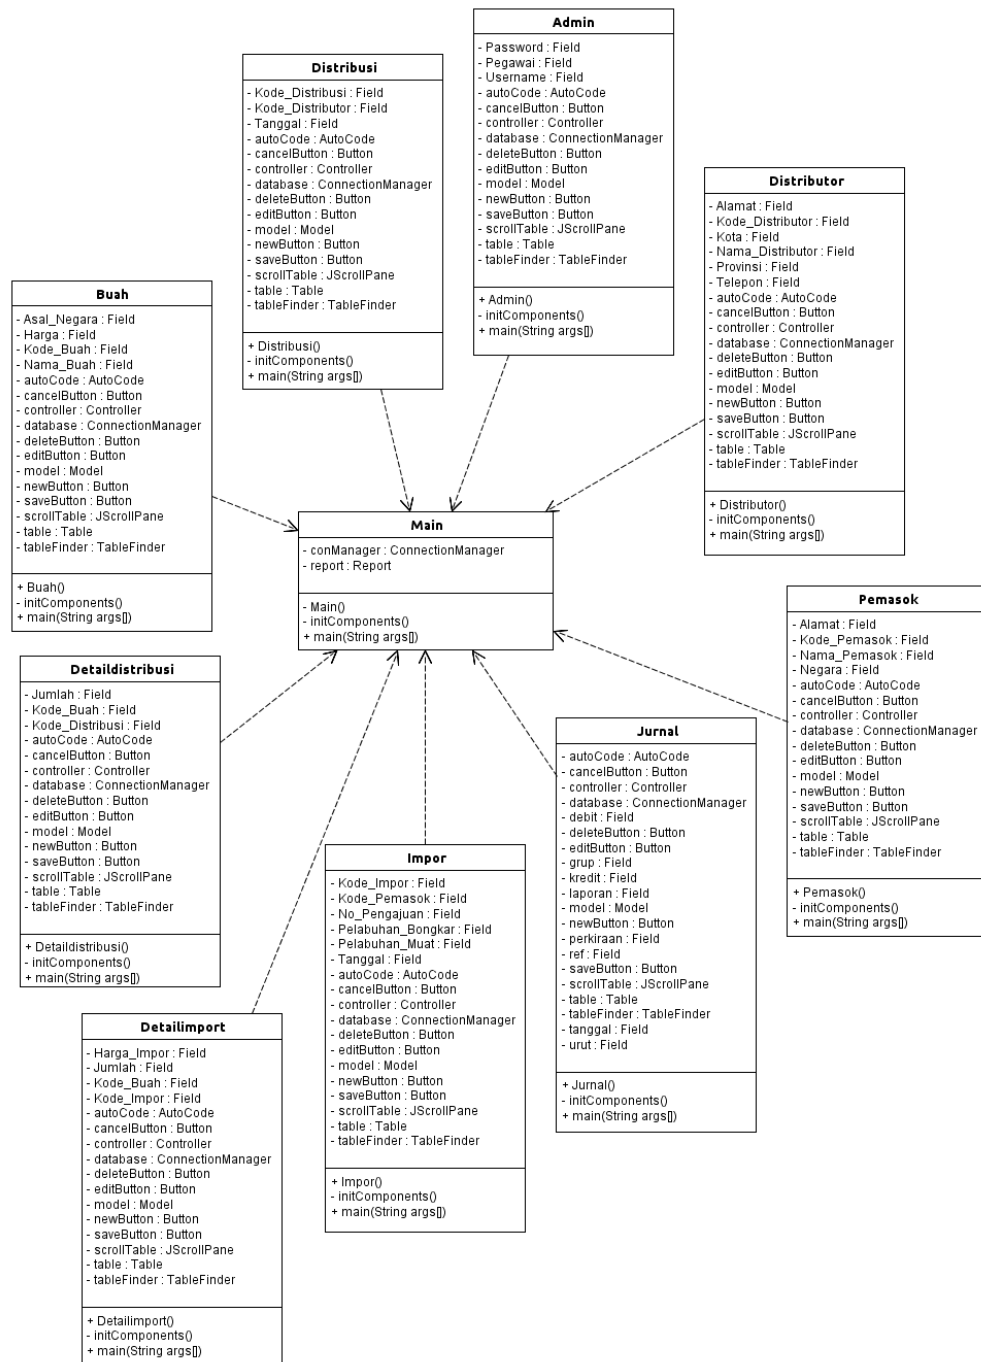 Admin
- Password : Field
- Pegawai : Field
- Username : Field
- autoCode : AutoCode
- cancelButton : Button
- controller : Controller
- database : ConnectionManager
- deleteButton : Button
- editButton : Button
- model : Model
- newButton : Button
- saveButton : Button
- scrollTable : JScrollPane
- table : Table
- tableFinder : TableFinder
+ Admin()
- initComponents()
+ main(String args[])
Distribusi
- Kode_Distribusi : Field
- Kode_Distributor : Field
- Tanggal : Field
- autoCode : AutoCode
- cancelButton : Button
- controller : Controller
- database : ConnectionManager
- deleteButton : Button
- editButton : Button
- model : Model
- newButton : Button
- saveButton : Button
- scrollTable : JScrollPane
- table : Table
- tableFinder : TableFinder
+ Distribusi()
- initComponents()
+ main(String args[])
Distributor
- Alamat : Field
- Kode_Distributor : Field
- Kota : Field
- Nama_Distributor : Field
- Provinsi : Field
- Telepon : Field
- autoCode : AutoCode
- cancelButton : Button
- controller : Controller
- database : ConnectionManager
- deleteButton : Button
- editButton : Button
- model : Model
- newButton : Button
- saveButton : Button
- scrollTable : JScrollPane
- table : Table
- tableFinder : TableFinder
+ Distributor()
- initComponents()
+ main(String args[])
Buah
- Asal_Negara : Field
- Harga : Field
- Kode_Buah : Field
- Nama_Buah : Field
- autoCode : AutoCode
- cancelButton : Button
- controller : Controller
- database : ConnectionManager
- deleteButton : Button
- editButton : Button
- model : Model
- newButton : Button
- saveButton : Button
- scrollTable : JScrollPane
- table : Table
- tableFinder : TableFinder
+ Buah()
- initComponents()
+ main(String args[])
Main
- conManager : ConnectionManager
- report : Report
- Main()
- initComponents()
+ main(String args[])
Pemasok
- Alamat : Field
- Kode_Pemasok : Field
- Nama_Pemasok : Field
- Negara : Field
- autoCode : AutoCode
- cancelButton : Button
- controller : Controller
- database : ConnectionManager
- deleteButton : Button
- editButton : Button
- model : Model
- newButton : Button
- saveButton : Button
- scrollTable : JScrollPane
- table : Table
- tableFinder : TableFinder
+ Pemasok()
- initComponents()
+ main(String args[])
Detaildistribusi
- Jumlah : Field
- Kode_Buah : Field
- Kode_Distribusi : Field
- autoCode : AutoCode
- cancelButton : Button
- controller : Controller
- database : ConnectionManager
- deleteButton : Button
- editButton : Button
- model : Model
- newButton : Button
- saveButton : Button
- scrollTable : JScrollPane
- table : Table
- tableFinder : TableFinder
+ Detaildistribusi()
- initComponents()
+ main(String args[])
Jurnal
- autoCode : AutoCode
- cancelButton : Button
- controller : Controller
- database : ConnectionManager
- debit : Field
- deleteButton : Button
- editButton : Button
- grup : Field
- kredit : Field
- laporan : Field
- model : Model
- newButton : Button
- perkiraan : Field
- ref : Field
- saveButton : Button
- scrollTable : JScrollPane
- table : Table
- tableFinder : TableFinder
- tanggal : Field
- urut : Field
+ Jurnal()
- initComponents()
+ main(String args[])
Impor
- Kode_Impor : Field
- Kode_Pemasok : Field
- No_Pengajuan : Field
- Pelabuhan_Bongkar : Field
- Pelabuhan_Muat : Field
- Tanggal : Field
- autoCode : AutoCode
- cancelButton : Button
- controller : Controller
- database : ConnectionManager
- deleteButton : Button
- editButton : Button
- model : Model
- newButton : Button
- saveButton : Button
- scrollTable : JScrollPane
- table : Table
- tableFinder : TableFinder
+ Impor()
- initComponents()
+ main(String args[])
Detailimport
- Harga_Impor : Field
- Jumlah : Field
- Kode_Buah : Field
- Kode_Impor : Field
- autoCode : AutoCode
- cancelButton : Button
- controller : Controller
- database : ConnectionManager
- deleteButton : Button
- editButton : Button
- model : Model
- newButton : Button
- saveButton : Button
- scrollTable : JScrollPane
- table : Table
- tableFinder : TableFinder
+ Detailimport()
- initComponents()
+ main(String args[])